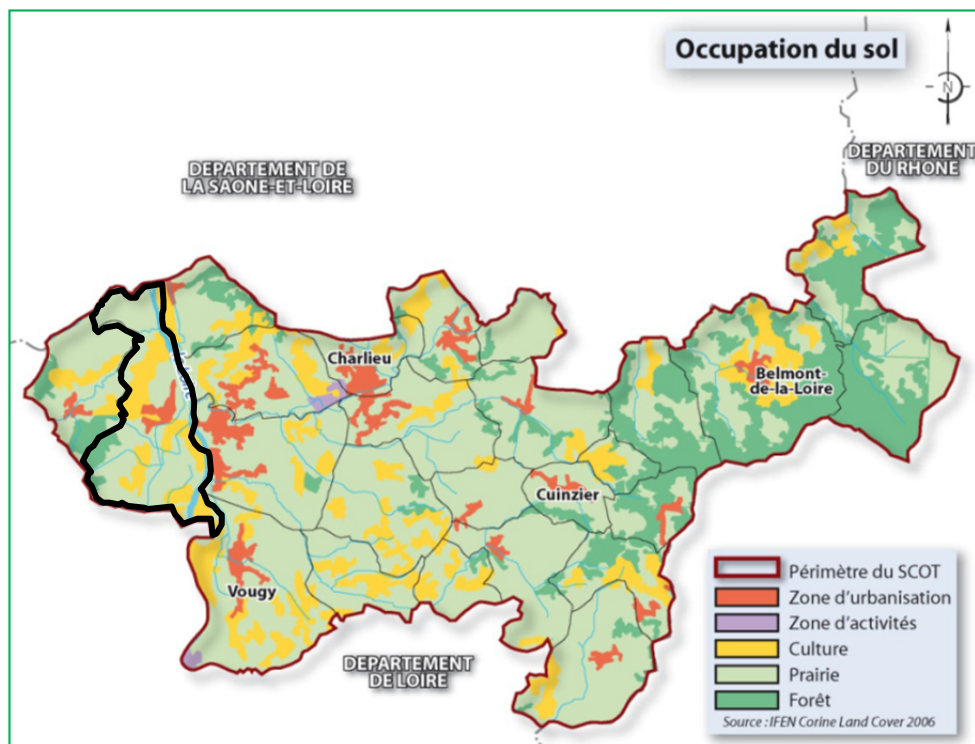 Occupation du sol
N
DEPARTEMENT DE
LA SAONE-ET-LOIRE
DEPARTEMENT
DU RHONE
Charlieu
Belmont-
de-la-Loire
Cuinzier
Vougy
DEPARTEMENT
DE LOIRE
Périmètre du SCOT
Zone d'urbanisation
Zone d'activités
Culture
Prairie
Forêt
Source : IFEN Corine Land Cover 2006